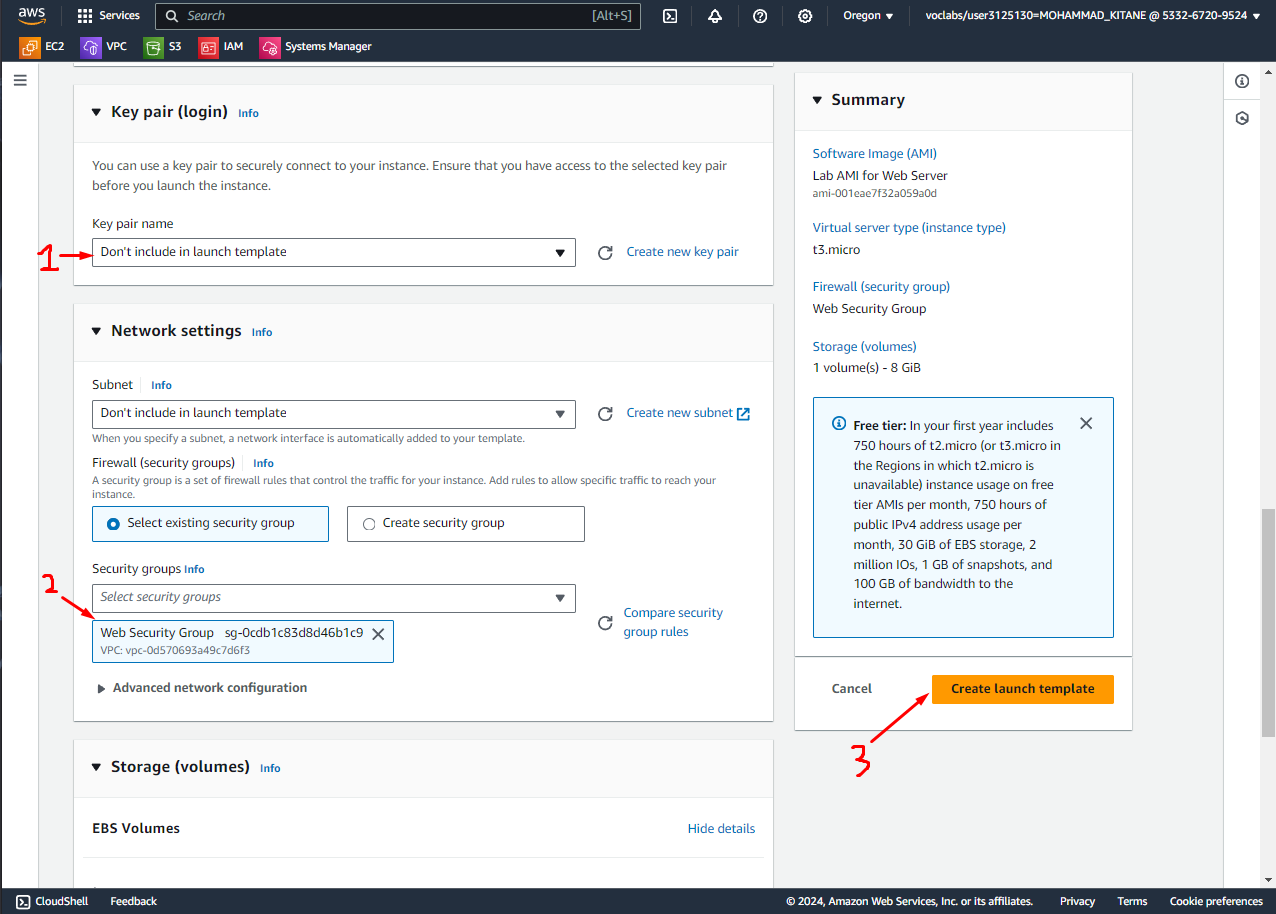 aws
Services
Search [Alt+S]
Oregon
voclabs/user3125130=MOHAMMAD_KITANE @ 5332-6720-9524
EC2 VPC S3 IAM Systems Manager
Key pair (login) Info
You can use a key pair to securely connect to your instance. Ensure that you have access to the selected key pair
before you launch the instance.
Key pair name
1
Don't include in launch template
Create new key pair
Network settings Info
Subnet Info
Don't include in launch template
Create new subnet
When you specify a subnet, a network interface is automatically added to your template.
Firewall (security groups) Info
A security group is a set of firewall rules that control the traffic for your instance. Add rules to allow specific traffic to reach your
instance.
Select existing security group
Create security group
Security groups Info
2
Select security groups
Web Security Group sg-0cdb1c83d8d46b1c9
VPC: vpc-0d570693a49c7d6f3
Compare security
group rules
Advanced network configuration
Storage (volumes) Info
EBS Volumes
Hide details
Summary
Software Image (AMI)
Lab AMI for Web Server
ami-001eae7f32a059a0d
Virtual server type (instance type)
t3.micro
Firewall (security group)
Web Security Group
Storage (volumes)
1 volume(s) - 8 GiB
Free tier: In your first year includes
750 hours of t2.micro (or t3.micro in
the Regions in which t2.micro is
unavailable) instance usage on free
tier AMIs per month, 750 hours of
public IPv4 address usage per
month, 30 GiB of EBS storage, 2
million IOs, 1 GB of snapshots, and
100 GB of bandwidth to the
internet.
Cancel
Create launch template
3
CloudShell Feedback
© 2024, Amazon Web Services, Inc. or its affiliates. Privacy Terms Cookie preferences